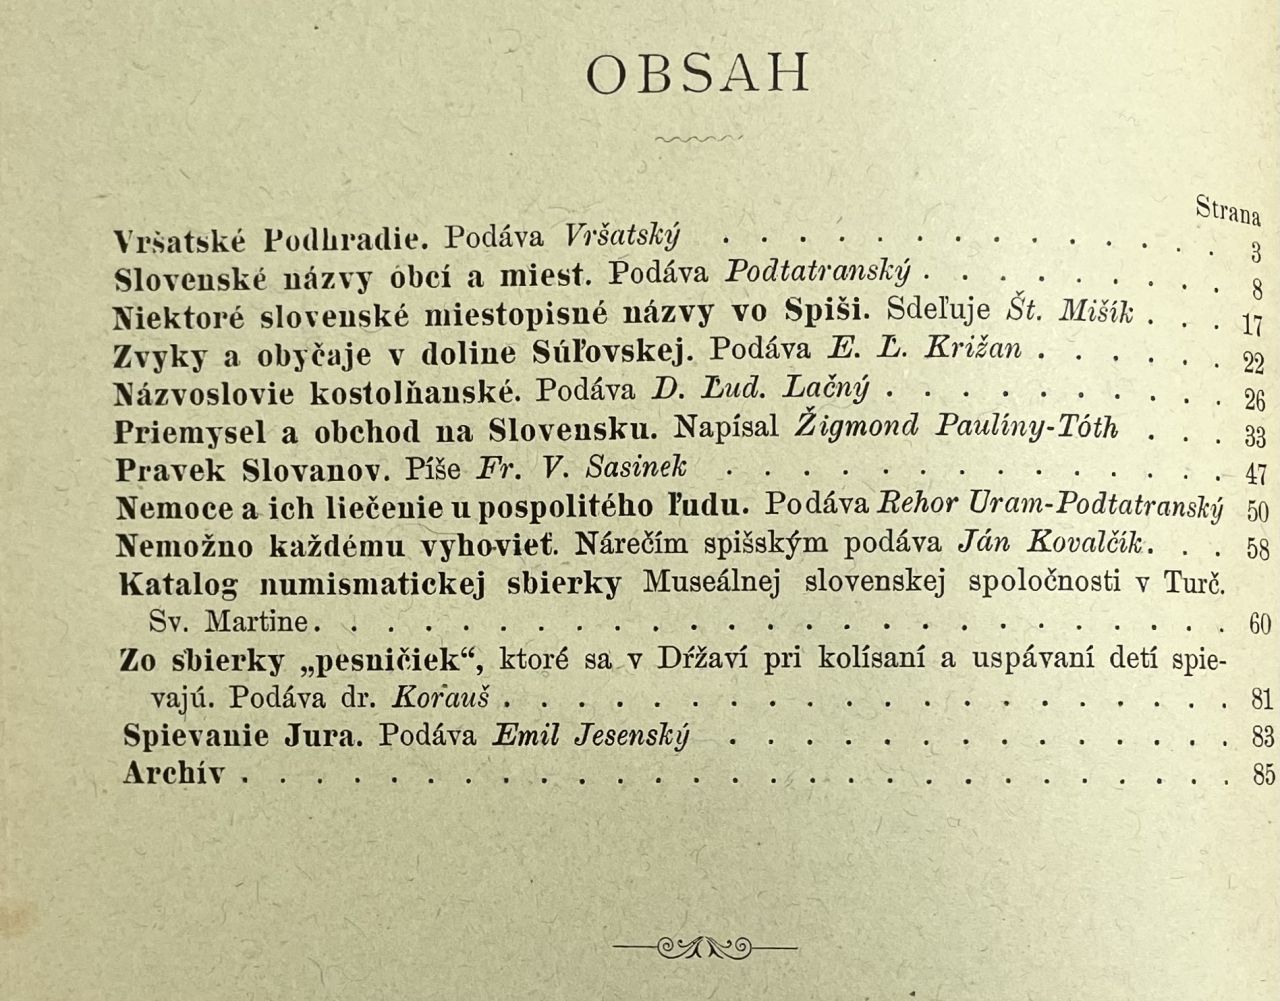 OBSAH
Strana
Vršatské Podhradie. Podáva Vršatský . . . . . . . . . . . . . . 3
Slovenské názvy obcí a miest. Podáva Podtatranský . . . . . . . . . 8
Niektoré slovenské miestopisné názvy vo Spiši. Sdeľuje Št. Mišík . . . 17
Zvyky a obyčaje v doline Súľovskej. Podáva E. Ľ. Križan . . . . . . 22
Názvoslovie kostolňanské. Podáva D. Ľud. Lačný . . . . . . . . . . 26
Priemysel a obchod na Slovensku. Napísal Žigmond Paulíny-Tóth . . . 33
Pravek Slovanov. Píše Fr. V. Sasinek . . . . . . . . . . . . . . 47
Nemoce a ich liečenie u pospolitého ľudu. Podáva Rehor Uram-Podtatranský 50
Nemožno každému vyhovieť. Nárečím spišským podáva Ján Kovalčík. . . 58
Katalog numismatickej sbierky Museálnej slovenskej spoločnosti v Turč.
Sv. Martine. . . . . . . . . . . . . . . . . . . . . . . . . 60
Zo sbierky „pesničiek“, ktoré sa v Dŕžaví pri kolísaní a uspávaní detí spie-
vajú. Podáva dr. Korauš . . . . . . . . . . . . . . . . . . . . 81
Spievanie Jura. Podáva Emil Jesenský . . . . . . . . . . . . . . 83
Archív . . . . . . . . . . . . . . . . . . . . . . . . . . . 85